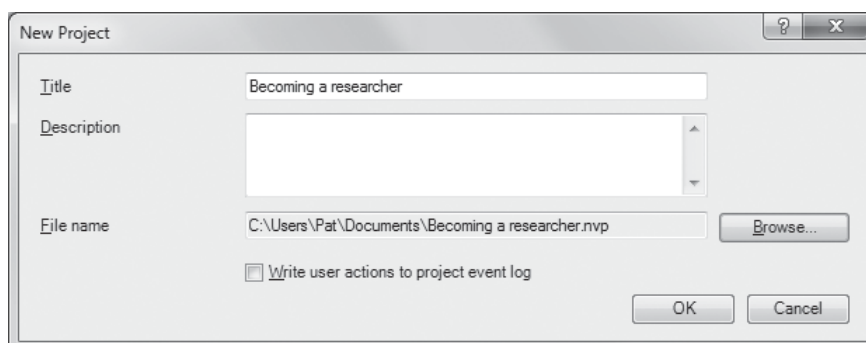 New Project
Title
Becoming a researcher
Description
File name
C:\Users\Pat\Documents\Becoming a researcher.nvp
Browse...
Write user actions to project event log
OK
Cancel